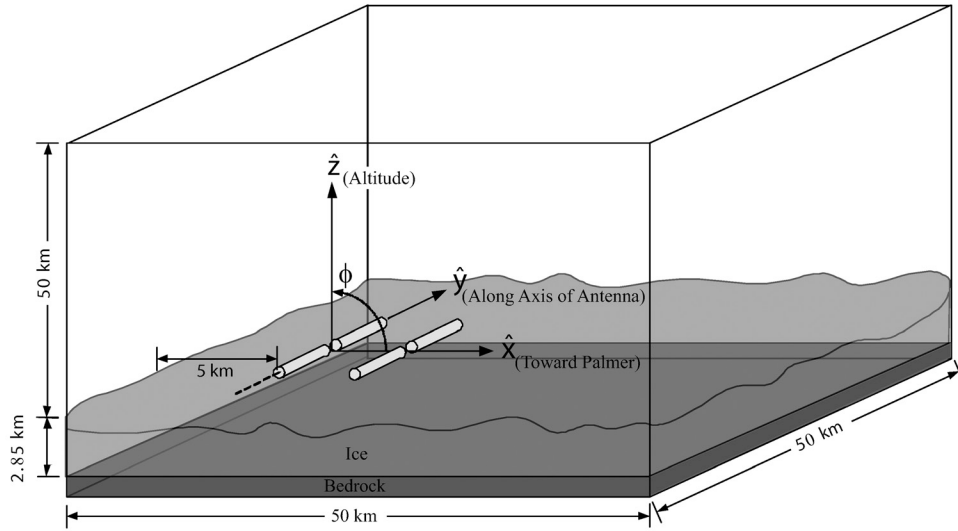 ẑ(Altitude)
50 km
ϕ
ŷ(Along Axis of Antenna)
5 km
x̂(Toward Palmer)
2.85 km
50 km
Ice
Bedrock
50 km